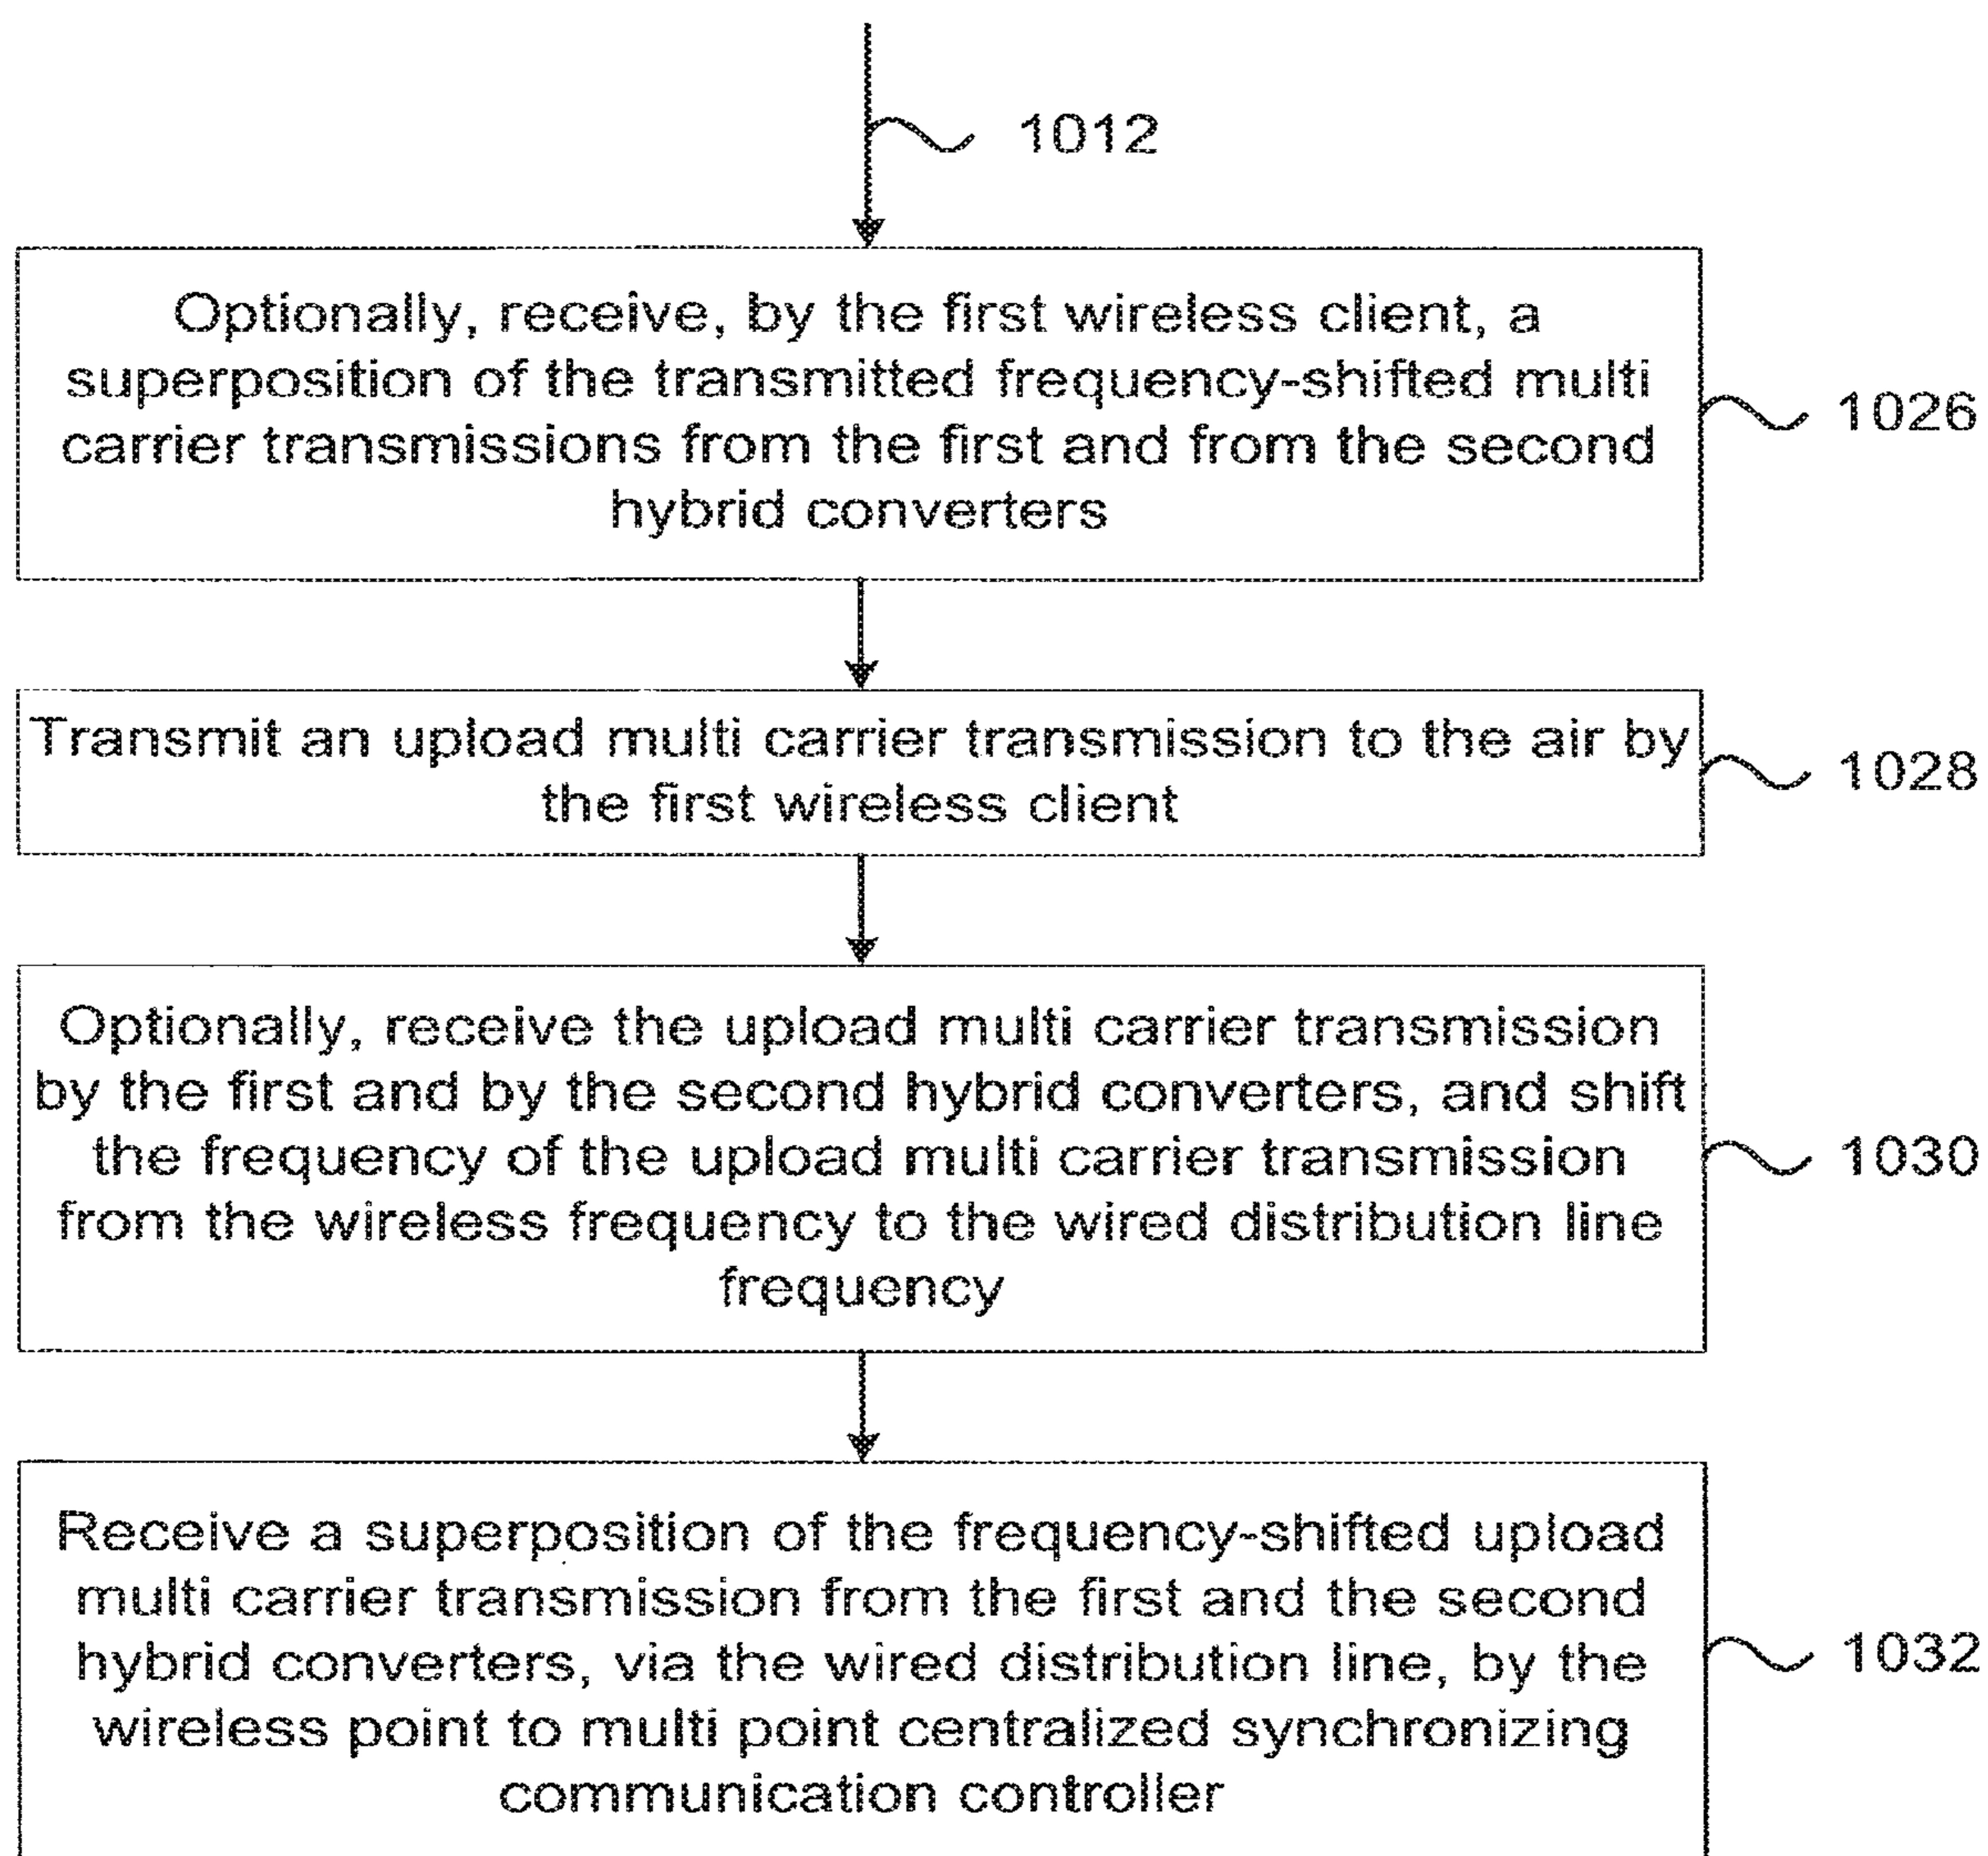 1012
Optionally, receive, by the first wireless client, a
superposition of the transmitted frequency-shifted multi
carrier transmissions from the first and from the second
hybrid converters
1026
Transmit an upload multi carrier transmission to the air by
the first wireless client
1028
Optionally, receive the upload multi carrier transmission
by the first and by the second hybrid converters, and shift
the frequency of the upload multi carrier transmission
from the wireless frequency to the wired distribution line
frequency
1030
Receive a superposition of the frequency-shifted upload
multi carrier transmission from the first and the second
hybrid converters, via the wired distribution line, by the
wireless point to multi point centralized synchronizing
communication controller
1032